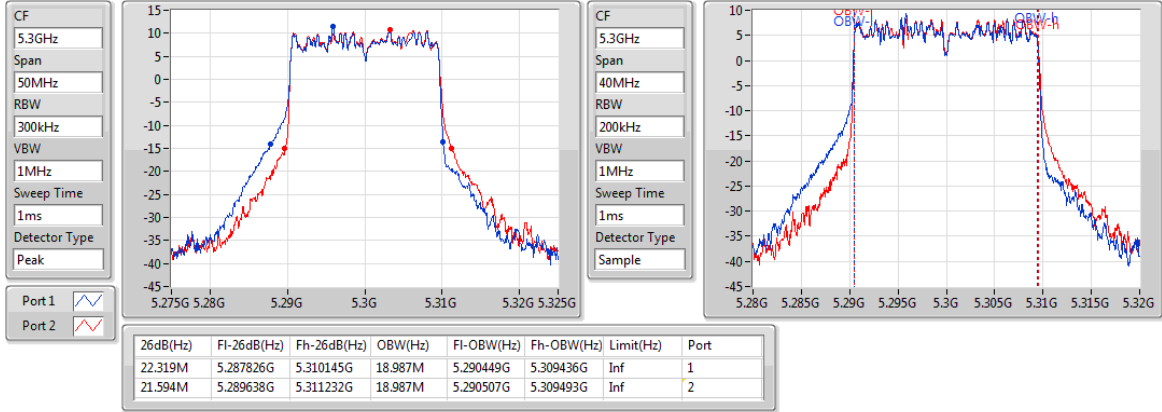 CF
5.3GHz
Span
50MHz
RBW
300kHz
VBW
1MHz
Sweep Time
1ms
Detector Type
Peak
Port 1
Port 2
15
10
5
0
-5
-10
-15
-20
-25
-30
-35
-40
-45
5.275G 5.28G 5.29G 5.3G 5.31G 5.32G 5.325G
CF
5.3GHz
Span
40MHz
RBW
200kHz
VBW
1MHz
Sweep Time
1ms
Detector Type
Sample
10
0
-5
-10
-15
-20
-25
-30
-35
-40
-45
OBW-l
OBW-l
OBW-h
OBW-h
5.28G 5.285G 5.29G 5.295G 5.3G 5.305G 5.31G 5.315G 5.32G
26dB(Hz) Fl-26dB(Hz) Fh-26dB(Hz) OBW(Hz) Fl-OBW(Hz) Fh-OBW(Hz) Limit(Hz) Port
22.319M 5.287826G 5.310145G 18.987M 5.290449G 5.309436G Inf 1
21.594M 5.289638G 5.311232G 18.987M 5.290507G 5.309493G Inf 2